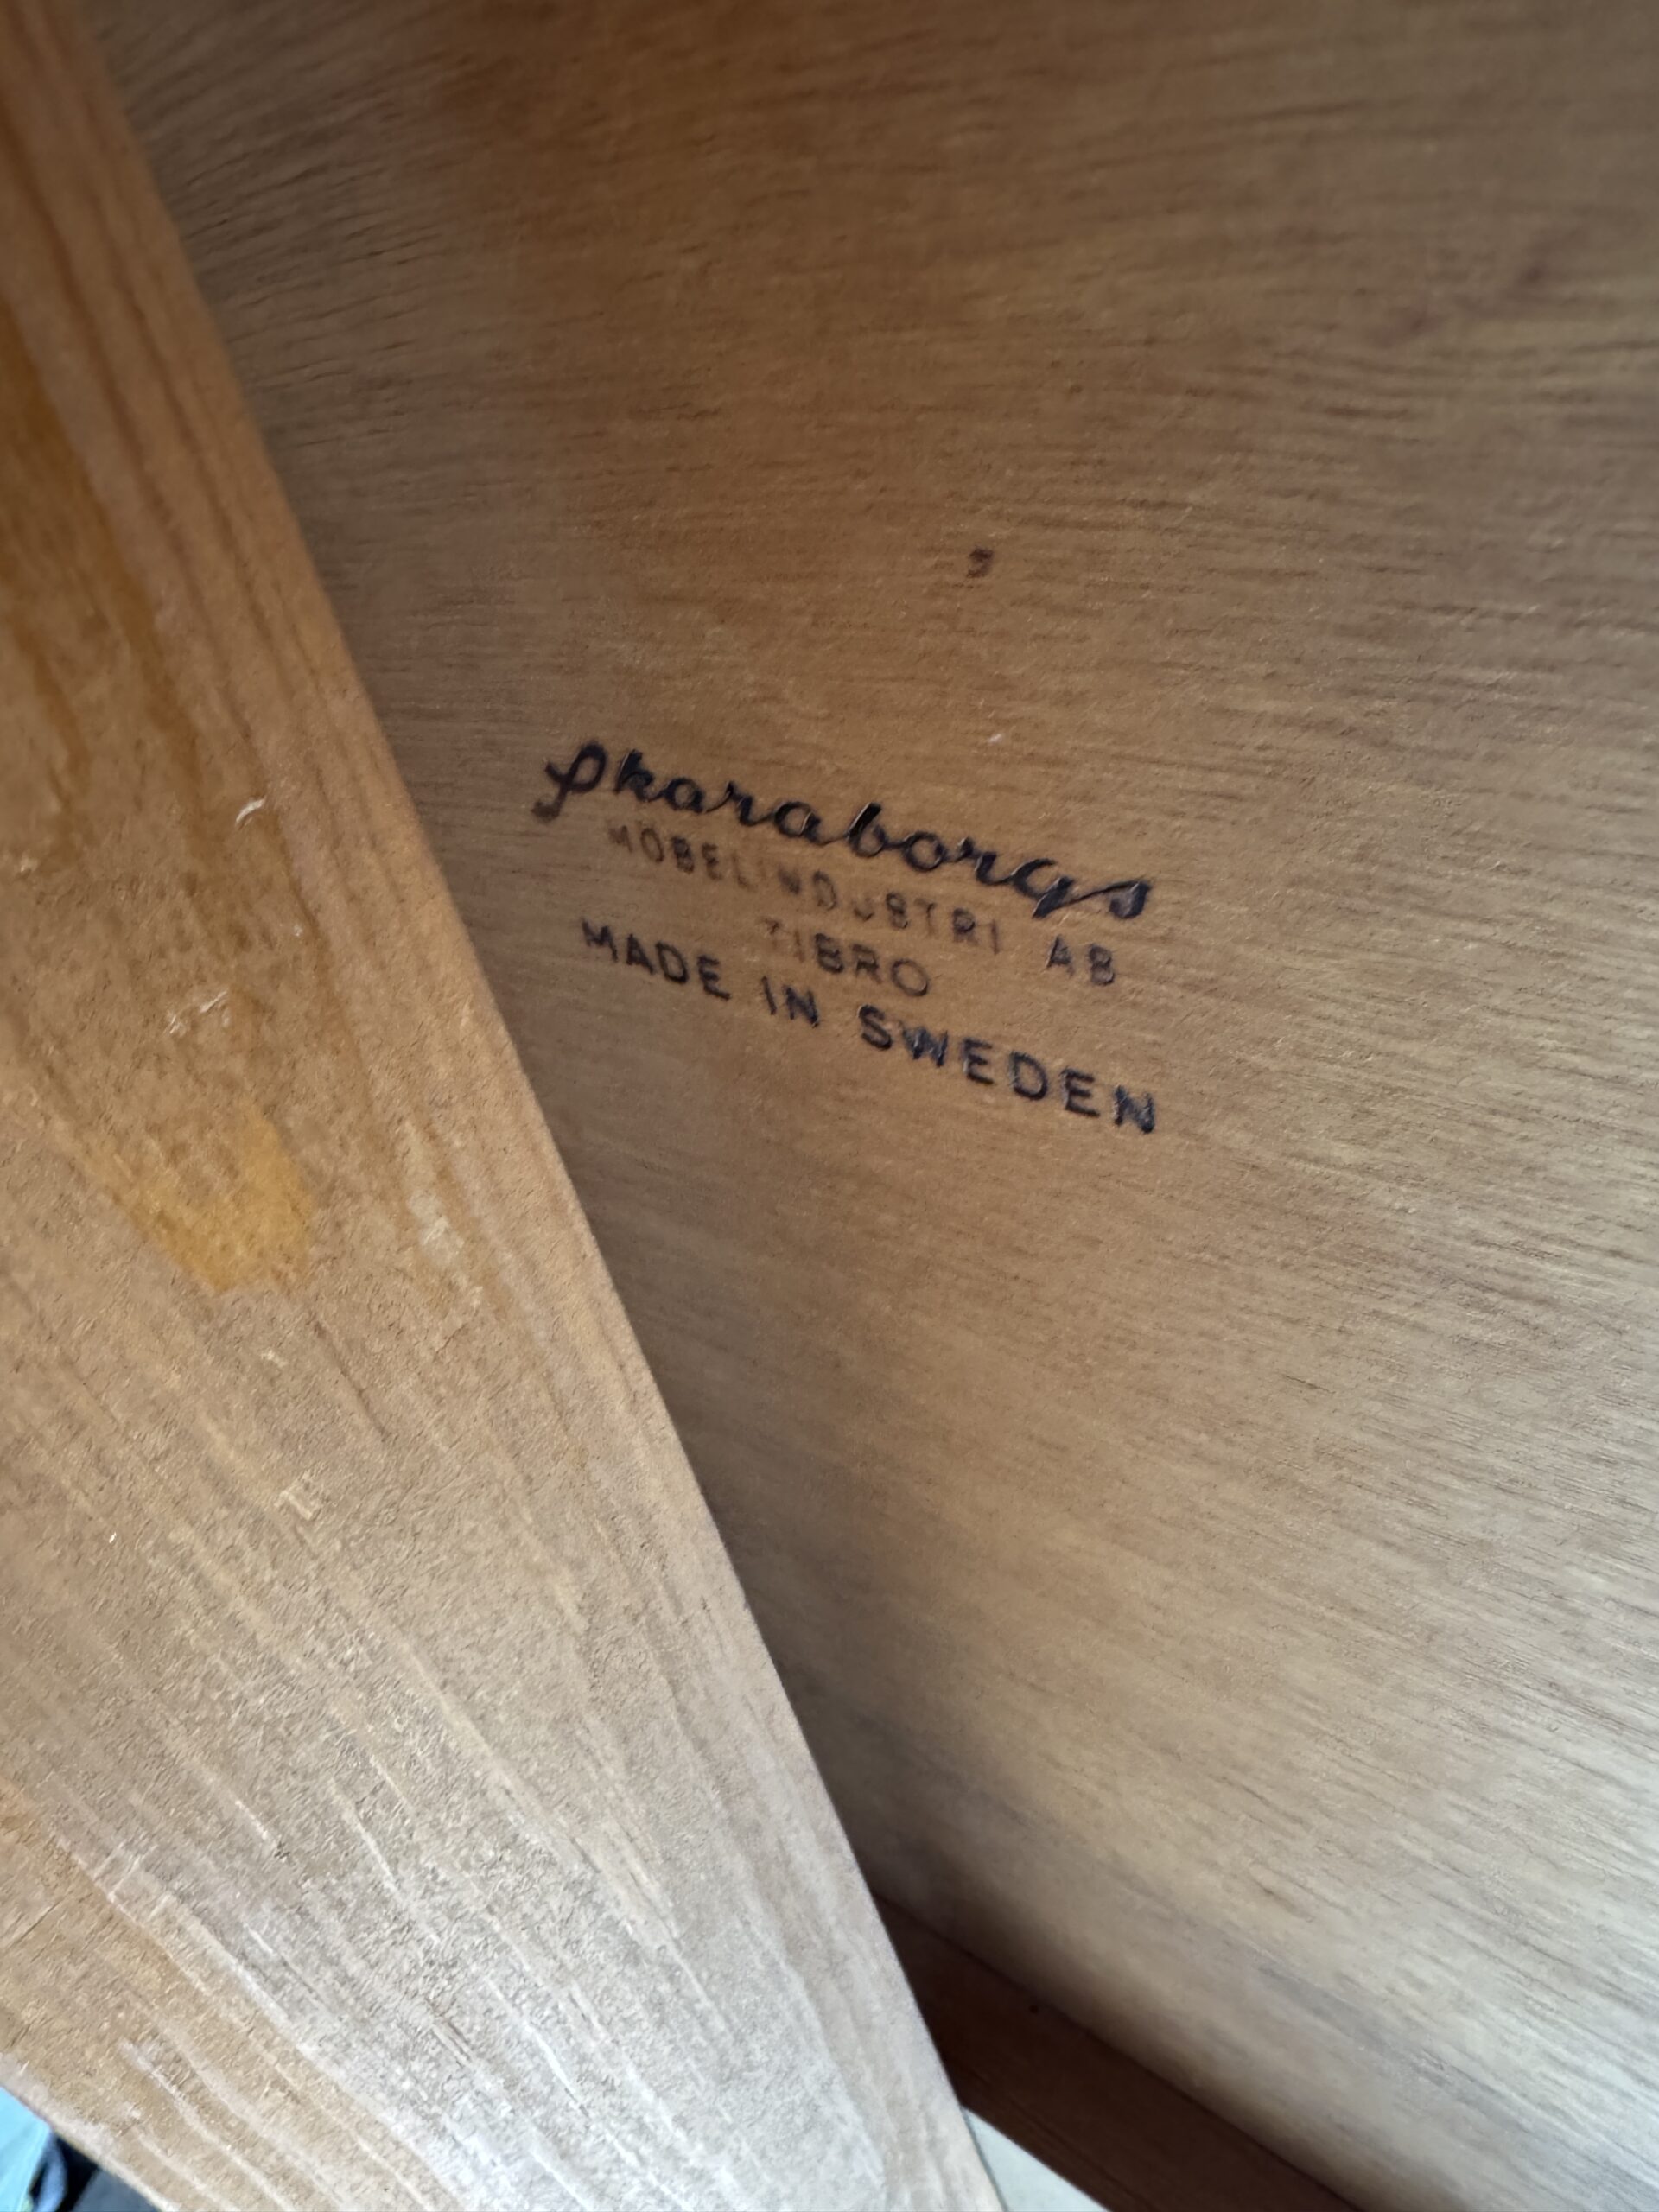 Skaraborgs
MÖBELINDUSTRI AB
TIBRO
MADE IN SWEDEN